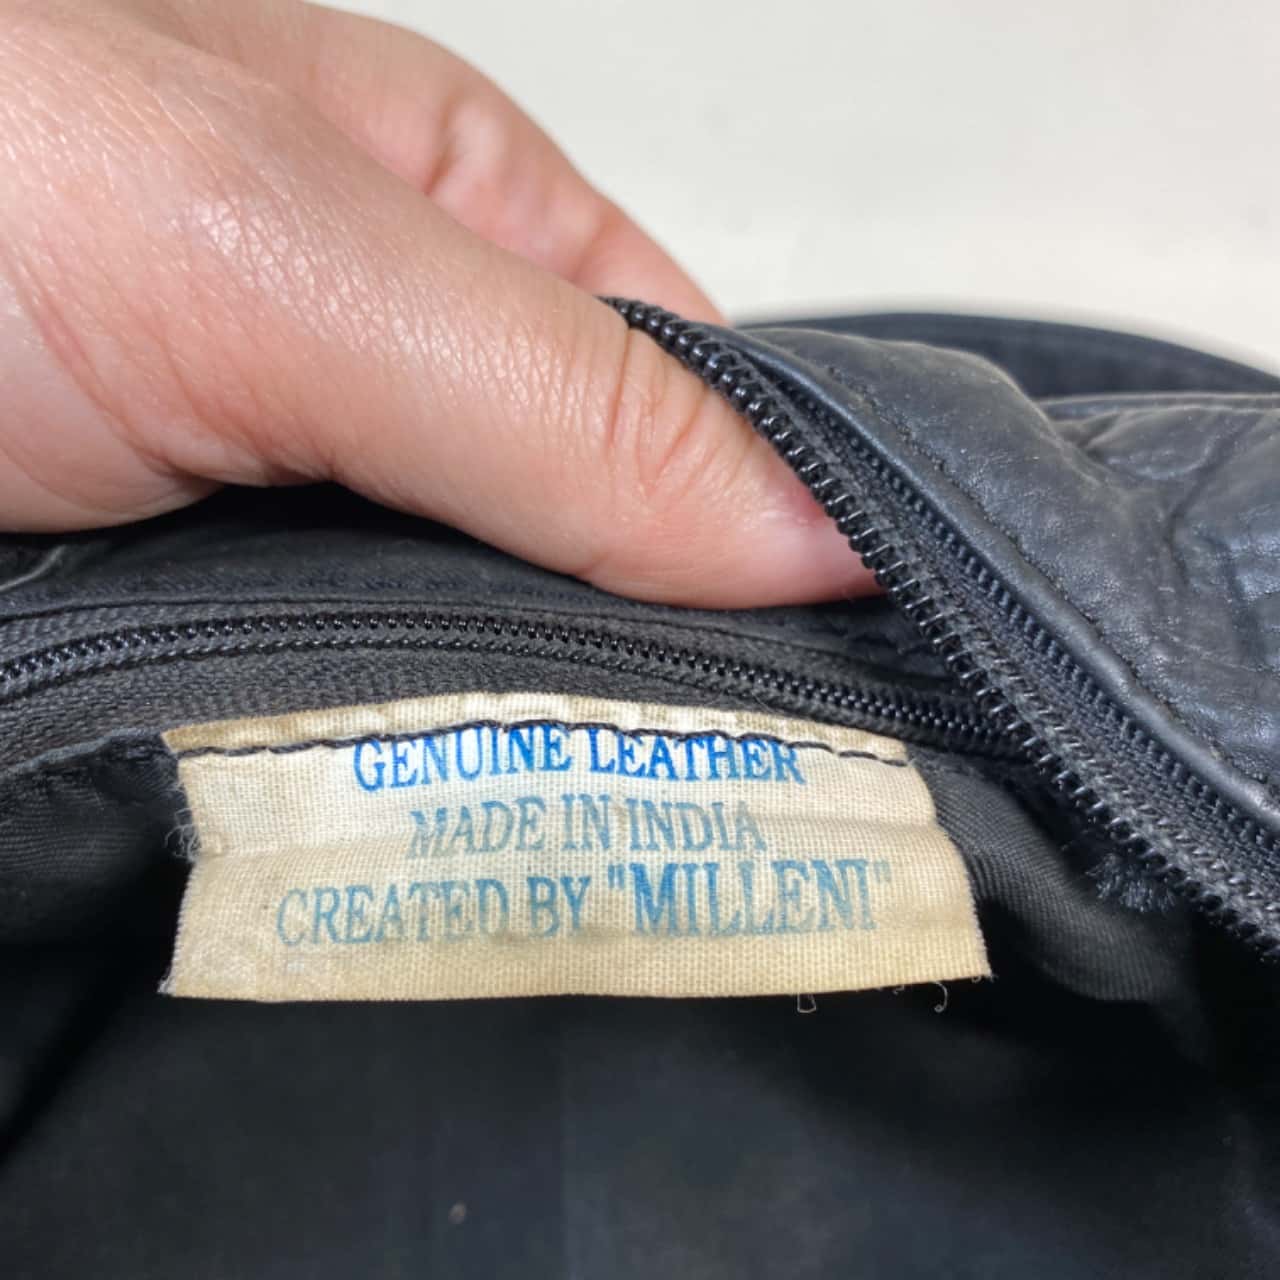 GENUINE LEATHER
MADE IN INDIA
CREATED BY "MILLENI"